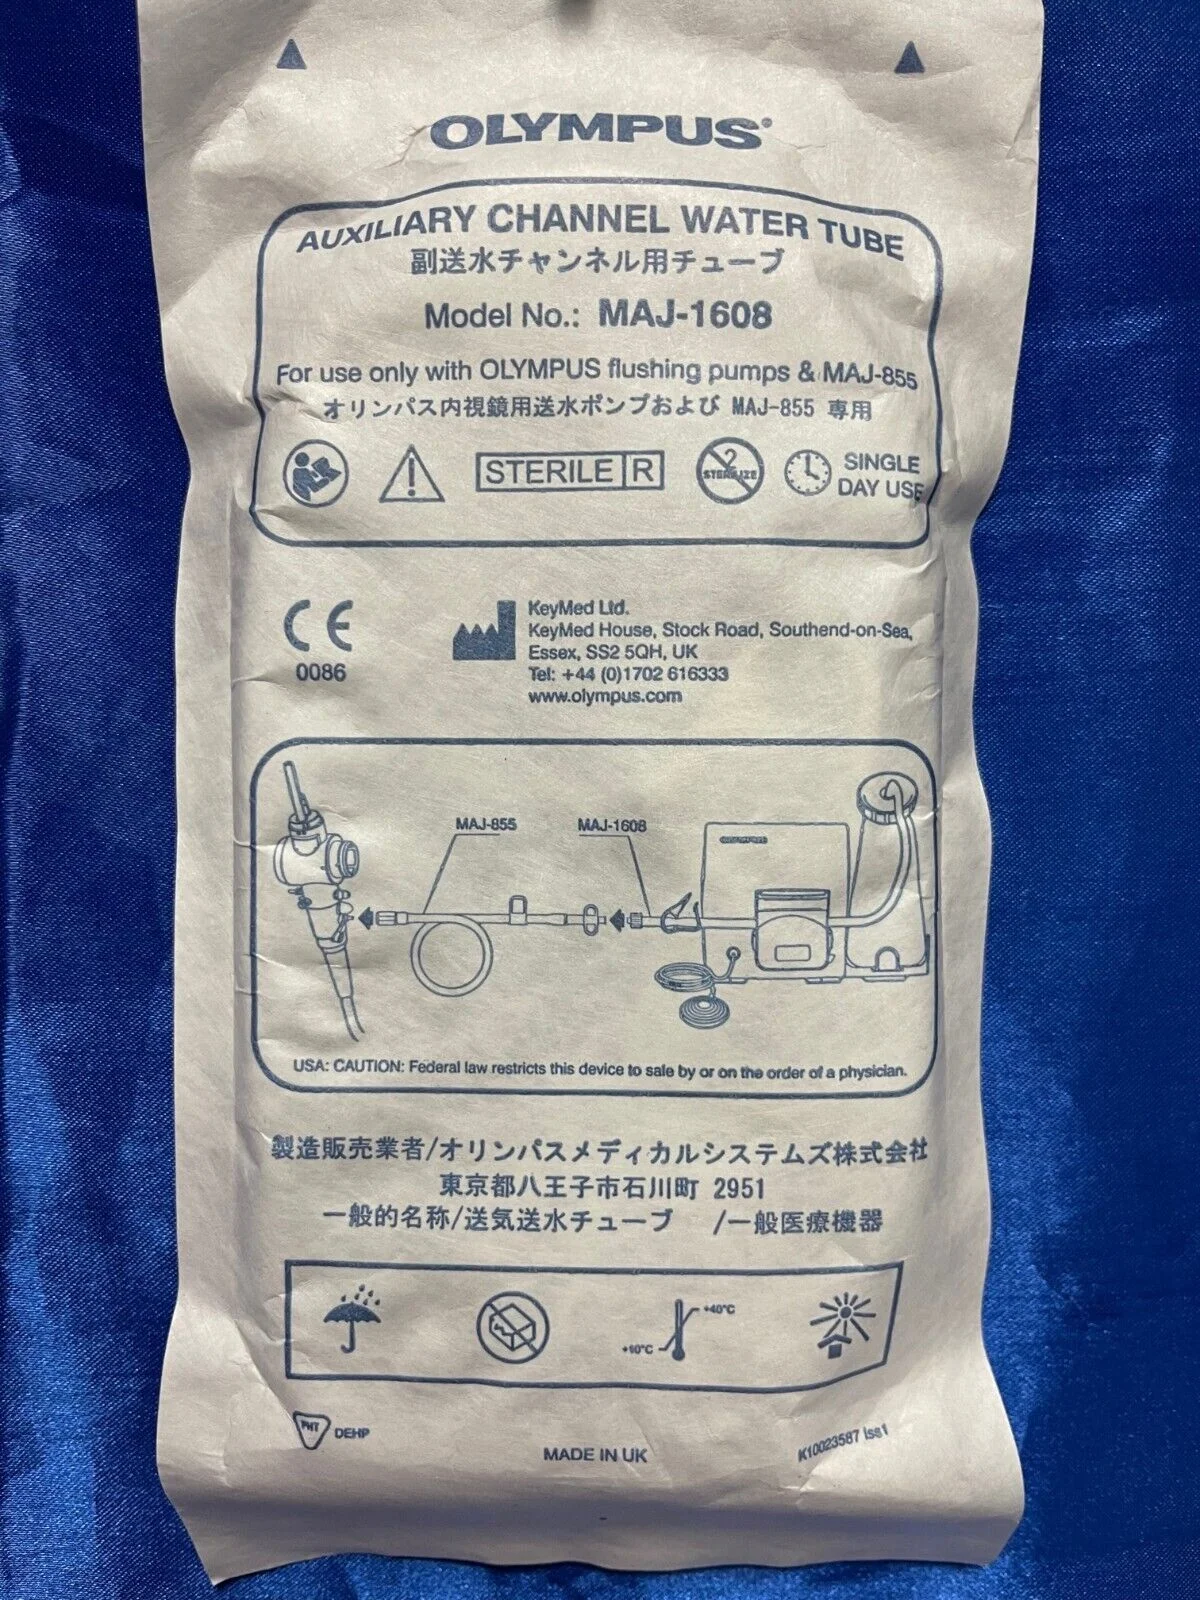 OLYMPUS®
AUXILIARY CHANNEL WATER TUBE
副送水チャンネル用チューブ
Model No.: MAJ-1608
For use only with OLYMPUS flushing pumps & MAJ-855
オリンパス内視鏡用送水ポンプおよび MAJ-855 専用
STERILE R
2
STERILIZE
SINGLE
DAY USE
CE
0086
KeyMed Ltd.
KeyMed House, Stock Road, Southend-on-Sea,
Essex, SS2 5QH, UK
Tel: +44 (0)1702 616333
www.olympus.com
MAJ-855
MAJ-1608
OLYMPUS
USA: CAUTION: Federal law restricts this device to sale by or on the order of a physician.
製造販売業者/オリンパスメディカルシステムズ株式会社
東京都八王子市石川町 2951
一般的名称/送気送水チューブ /一般医療機器
+40°C
+10°C
PHT
DEHP
MADE IN UK
K10023587 Iss1